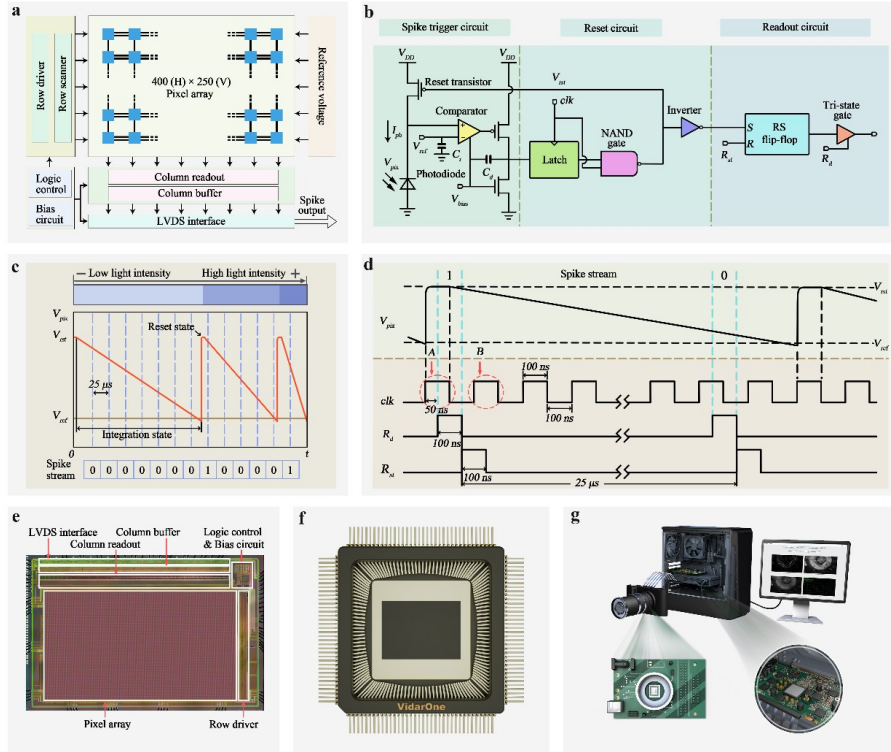 a
Row driver
Row scanner
400 (H) × 250 (V)
Pixel array
Reference voltage
Logic control
Bias circuit
Column readout
Column buffer
LVDS interface
Spike output
b
Spike trigger circuit
Reset circuit
Readout circuit
V_DD
V_DD
Reset transistor
V_rst
clk
Comparator
Inverter
Tri-state gate
I_ph
V_ref
C_i
NAND gate
S
R
RS flip-flop
V_pix
Photodiode
C_d
Latch
R_st
R_d
V_bias
c
− Low light intensity
High light intensity +
V_pix
Reset state
V_rst
25 μs
V_ref
Integration state
0
t
Spike stream
0 0 0 0 0 0 0 1 0 0 0 0 1
d
1
Spike stream
0
V_rst
V_pix
V_ref
A
B
100 ns
clk
50 ns
100 ns
R_d
100 ns
R_st
100 ns
25 μs
e
LVDS interface
Column buffer
Column readout
Logic control & Bias circuit
Pixel array
Row driver
f
VidarOne
g